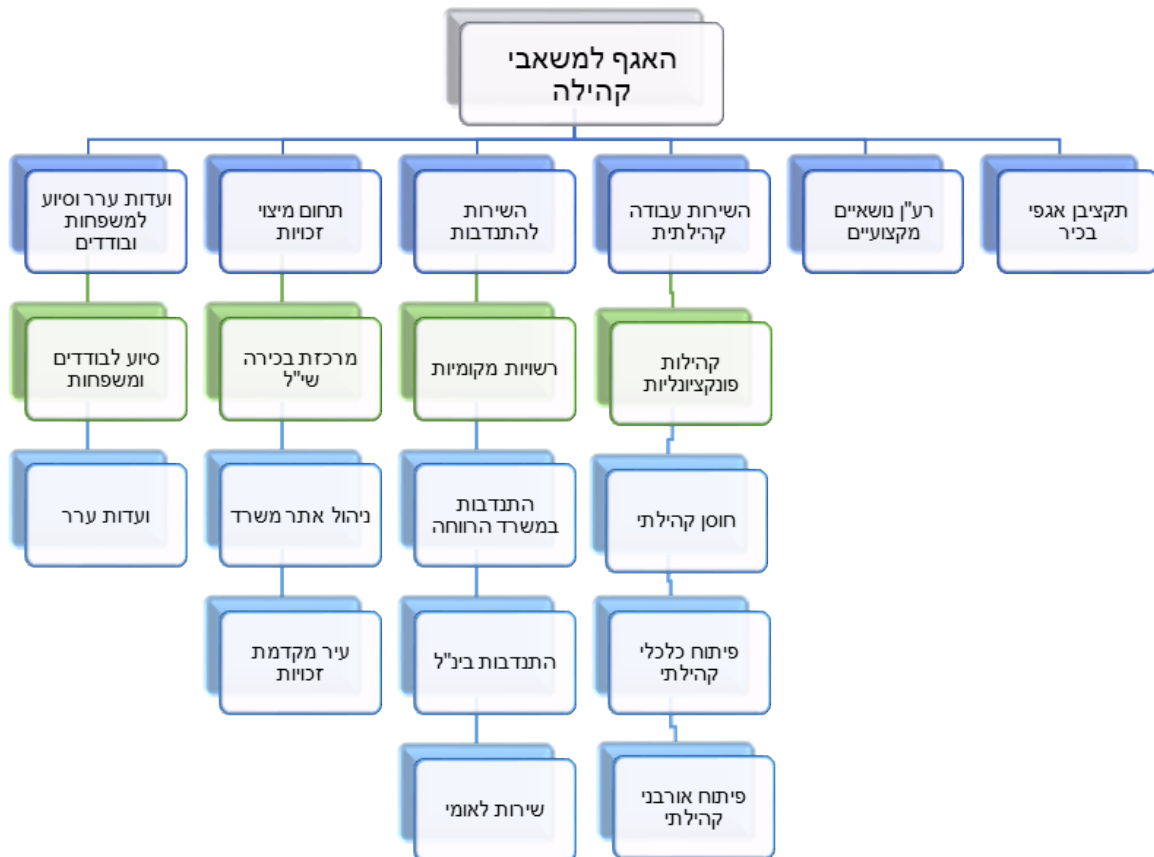 האגף למשאבי
קהילה
תקציבן אגפי
בכיר
רע"ן נושאיים
מקצועיים
השירות עבודה
קהילתית
השירות
להתנדבות
תחום מיצוי
זכויות
ועדות ערר וסיוע
למשפחות
ובודדים
קהילות
פונקציונליות
רשויות מקומיות
מרכזת בכירה
שי"ל
סיוע לבודדים
ומשפחות
חוסן קהילתי
התנדבות
במשרד הרווחה
ניהול אתר משרד
ועדות ערר
פיתוח כלכלי
קהילתי
התנדבות בינ"ל
עיר מקדמת
זכויות
פיתוח אורבני
קהילתי
שירות לאומי